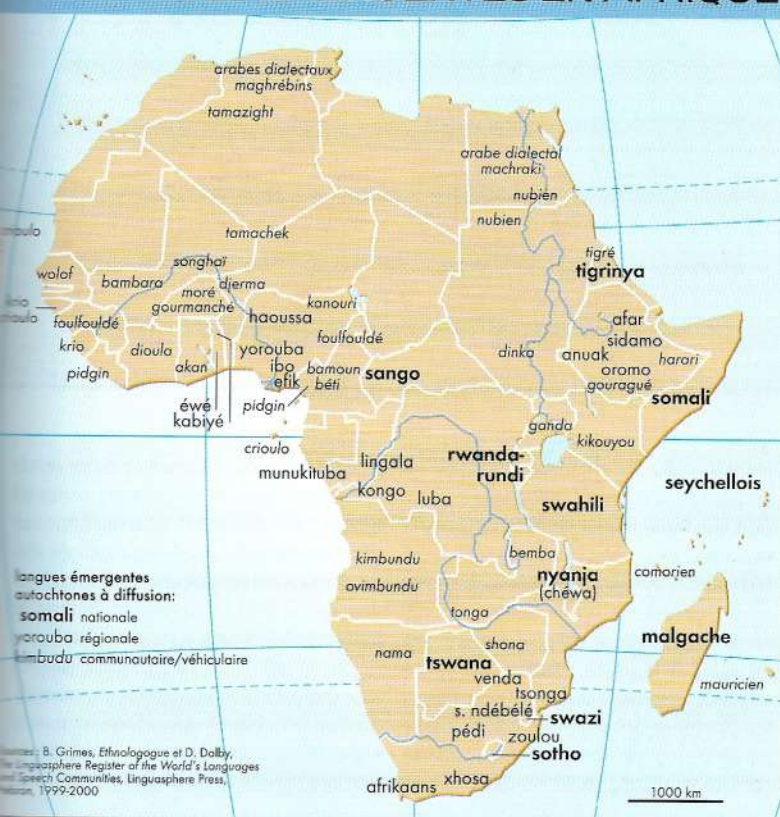 arabes dialectaux
maghrébins
tamazight
arabe dialectal
machraki
nubien
nubien
tamachek
tigré
tigrinya
songhaï
wolof
bambara
moré
djerma
gourmanché
kanouri
haoussa
foulfouldé
foulfouldé
krio
dioula
akan
yorouba
ibo
efik
bamoun
béti
sango
dinka
afar
sidamo
anuak
harari
oromo
gouragué
somali
pidgin
éwé
kabiyé
pidgin
crioulo
ganda
kikouyou
munukituba
lingala
kongo
luba
rwanda-
rundi
swahili
seychellois
kimbundu
ovimbundu
bemba
nyanja
(chewa)
comorien
tonga
malgache
mauricien
nama
shona
tswana
venda
tsonga
s. ndébélé
swazi
pédi
zoulou
sotho
xhosa
afrikaans
langues émergentes
autochtones à diffusion:
somali nationale
yorouba régionale
kimbudu communautaire/véhiculaire
B. Grimes, Ethnologogue et D. Dalby,
Linguasphere Register of the World's Languages
Speech Communities, Linguasphere Press,
1999-2000
1000 km